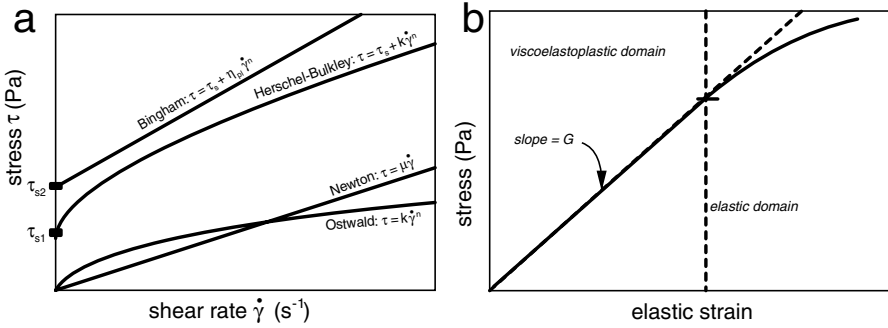 a
stress τ (Pa)
τs2
τs1
Bingham: τ = τs + ηpl γ̇ⁿ
Herschel-Bulkley: τ = τs + kγ̇ⁿ
Newton: τ = μγ̇
Ostwald: τ = kγ̇ⁿ
shear rate γ̇ (s⁻¹)
b
stress (Pa)
viscoelastoplastic domain
slope = G
elastic domain
elastic strain